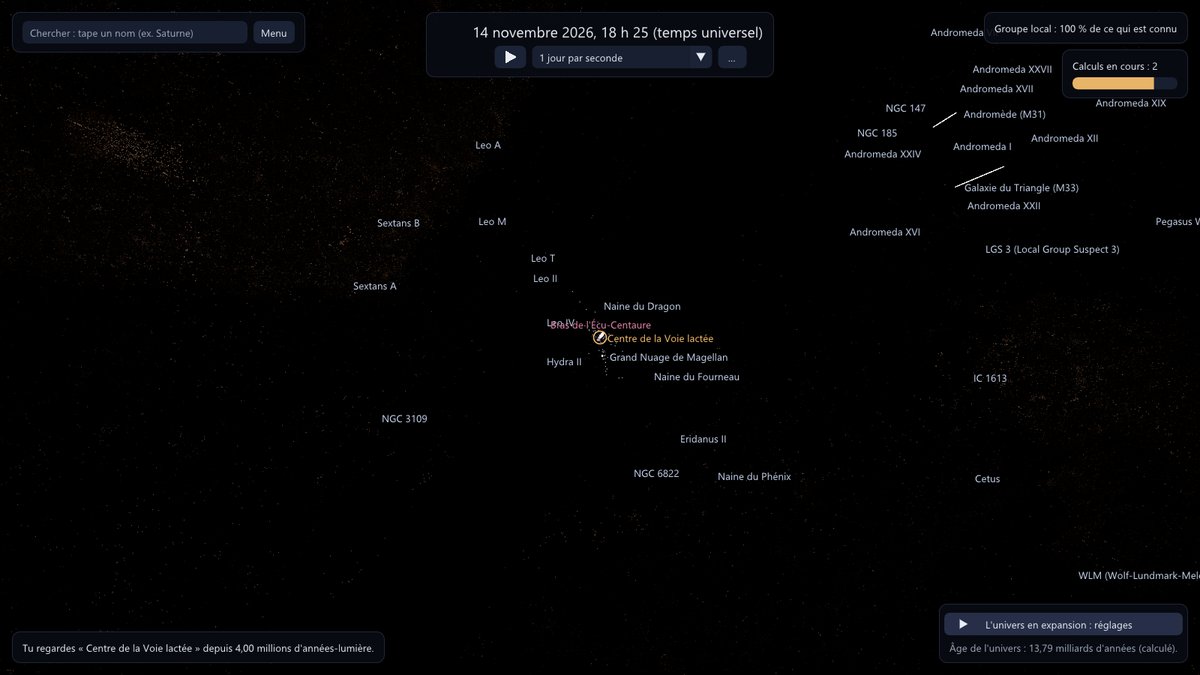 Chercher : tape un nom (ex. Saturne)
Menu
14 novembre 2026, 18 h 25 (temps universel)
1 jour par seconde
...
Andromeda
Groupe local : 100 % de ce qui est connu
Calculs en cours : 2
Andromeda XXVII
Andromeda XVII
Andromeda XIX
NGC 147
Andromède (M31)
NGC 185
Andromeda XII
Andromeda I
Andromeda XXIV
Leo A
Galaxie du Triangle (M33)
Andromeda XXII
Sextans B
Leo M
Pegasus
Andromeda XVI
LGS 3 (Local Group Suspect 3)
Leo T
Leo II
Sextans A
Naine du Dragon
Leo IV
Bras de l'Écu-Centaure
Centre de la Voie lactée
Grand Nuage de Magellan
Hydra II
Naine du Fourneau
IC 1613
NGC 3109
Eridanus II
NGC 6822
Naine du Phénix
Cetus
WLM (Wolf-Lundmark-Mel
L'univers en expansion : réglages
Âge de l'univers : 13,79 milliards d'années (calculé).
Tu regardes « Centre de la Voie lactée » depuis 4,00 millions d'années-lumière.